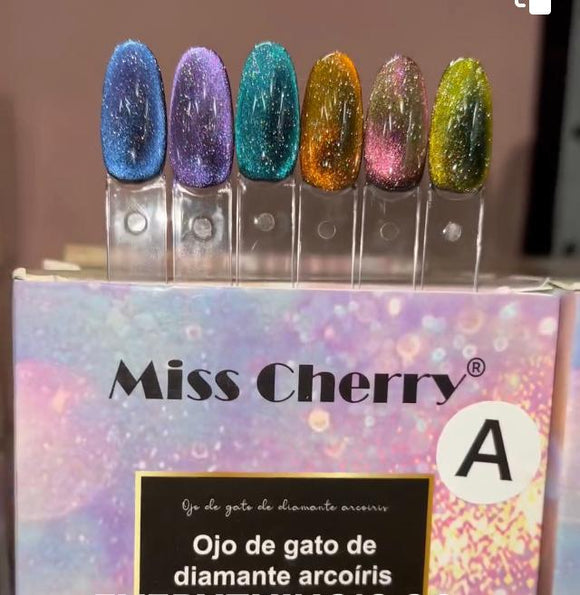 Miss Cherry®
A
Ojo de gato de diamante arcoíris
Ojo de gato de
diamante arcoíris